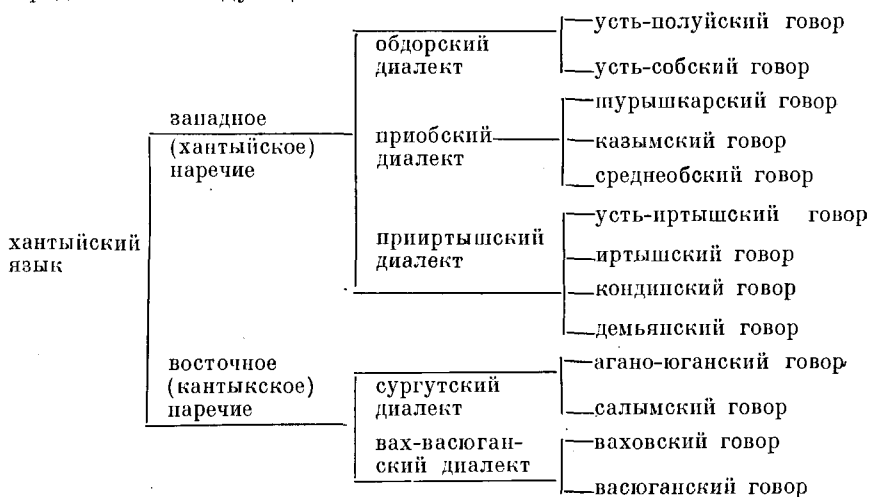 усть-полуйский говор
обдорский
диалект
усть-собский говор
шурышкарский говор
западное
(хантыйское)
наречие
приобский
диалект
казымский говор
среднеобский говор
усть-иртышский говор
хантыйский
язык
прииртышский
диалект
иртышский говор
кондинский говор
демьянский говор
восточное
(кантыкское)
наречие
агано-юганский говор
сургутский
диалект
салымский говор
вах-васюган-
ский диалект
ваховский говор
васюганский говор